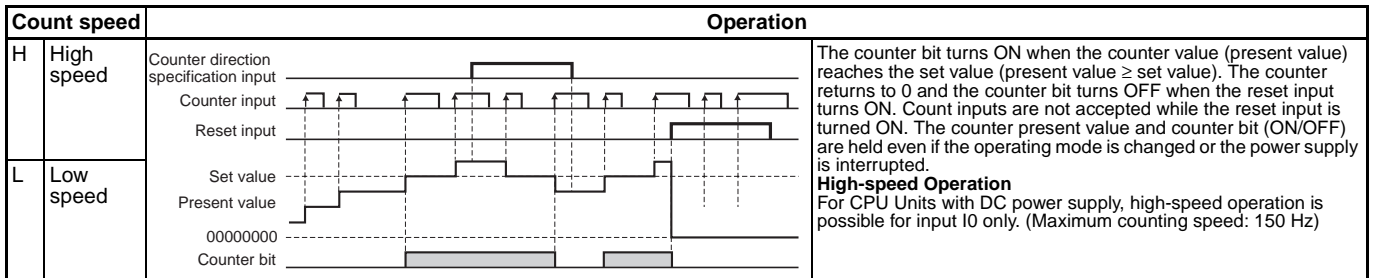 Count speed
Operation
H
High
speed
L
Low
speed
Counter direction
specification input
Counter input
Reset input
Set value
Present value
00000000
Counter bit
The counter bit turns ON when the counter value (present value)
reaches the set value (present value ≥ set value). The counter
returns to 0 and the counter bit turns OFF when the reset input
turns ON. Count inputs are not accepted while the reset input is
turned ON. The counter present value and counter bit (ON/OFF)
are held even if the operating mode is changed or the power supply
is interrupted.
High-speed Operation
For CPU Units with DC power supply, high-speed operation is
possible for input I0 only. (Maximum counting speed: 150 Hz)